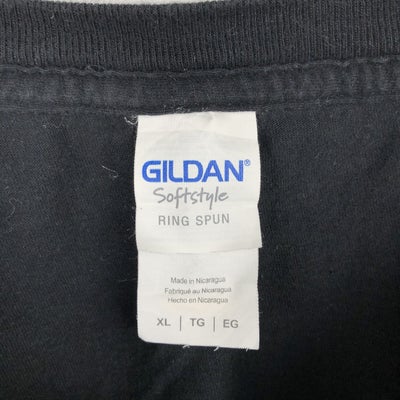 GILDAN®
Softstyle
RING SPUN
Made in Nicaragua
Fabriqué au Nicaragua
Hecho en Nicaragua
XL | TG | EG